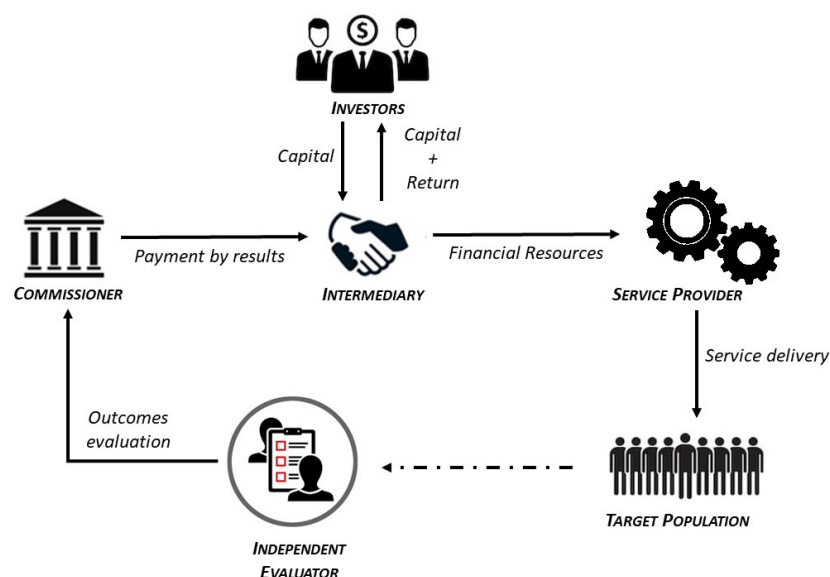 $
INVESTORS
Capital
Capital
+
Return
Payment by results
Financial Resources
COMMISSIONER
INTERMEDIARY
SERVICE PROVIDER
Service delivery
Outcomes
evaluation
TARGET POPULATION
INDEPENDENT
EVALUATOR